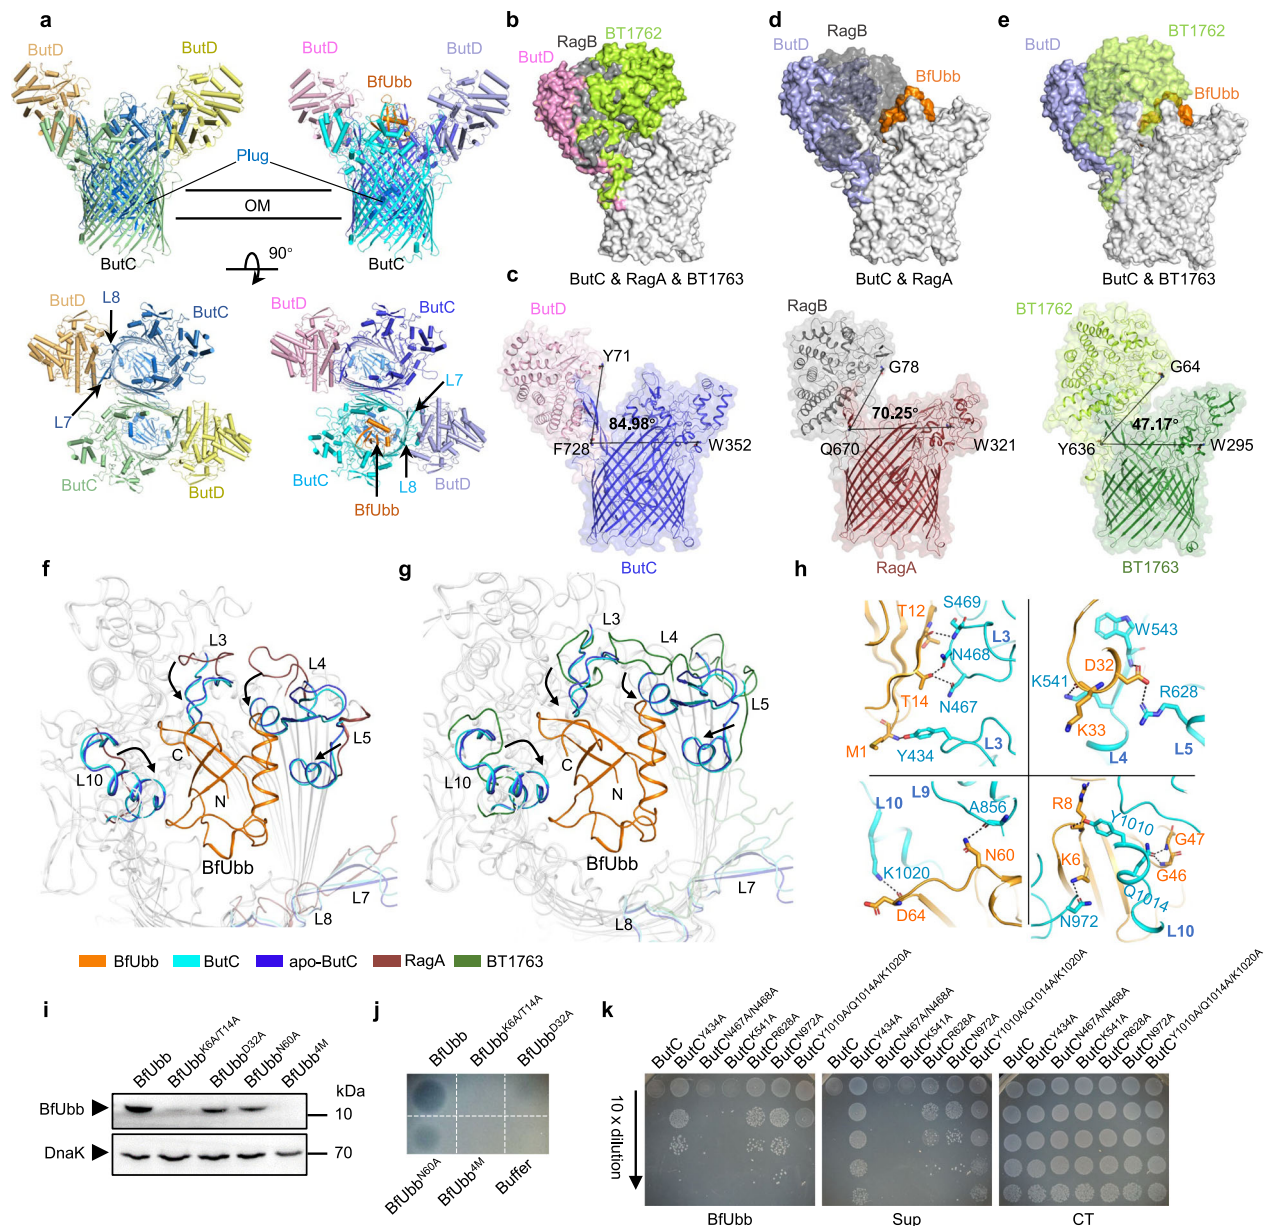 a
ButD
ButD
ButD
ButD
BfUbb
Plug
OM
ButC
ButC
90°
ButD
L8
ButC
L7
ButC
ButD
ButD
ButC
L7
ButC
L8
ButD
BfUbb
b
BT1762
RagB
ButD
ButC & RagA & BT1763
d
RagB
ButD
BfUbb
ButC & RagA
e
BT1762
ButD
BfUbb
ButC & BT1763
c
ButD
Y71
84.98°
F728
W352
ButC
RagB
G78
70.25°
Q670
W321
RagA
BT1762
G64
47.17°
Y636
W295
BT1763
f
L3
L4
L5
C
L10
N
BfUbb
L7
L8
g
L3
L4
L5
C
L10
N
BfUbb
L7
L8
h
T12
S469
L3
N468
T14
N467
M1
Y434
L3
W543
D32
K541
R628
K33
L4
L5
L10
L9
A856
N60
K1020
D64
R8
Y1010
G47
K6
G46
Q1014
N972
L10
BfUbb
ButC
apo-ButC
RagA
BT1763
i
BfUbb
BfUbbK6A/T14A
BfUbbD32A
BfUbbN60A
BfUbb4M
kDa
BfUbb
10
DnaK
70
j
BfUbb
BfUbbK6A/T14A
BfUbbD32A
BfUbbN60A
BfUbb4M
Buffer
k
ButC
ButCY434A
ButCN467A/N468A
ButCK541A
ButCR628A
ButCN972A
ButCY1010A/Q1014A/K1020A
ButC
ButCY434A
ButCN467A/N468A
ButCK541A
ButCR628A
ButCN972A
ButCY1010A/Q1014A/K1020A
ButC
ButCY434A
ButCN467A/N468A
ButCK541A
ButCR628A
ButCN972A
ButCY1010A/Q1014A/K1020A
10 x dilution
BfUbb
Sup
CT